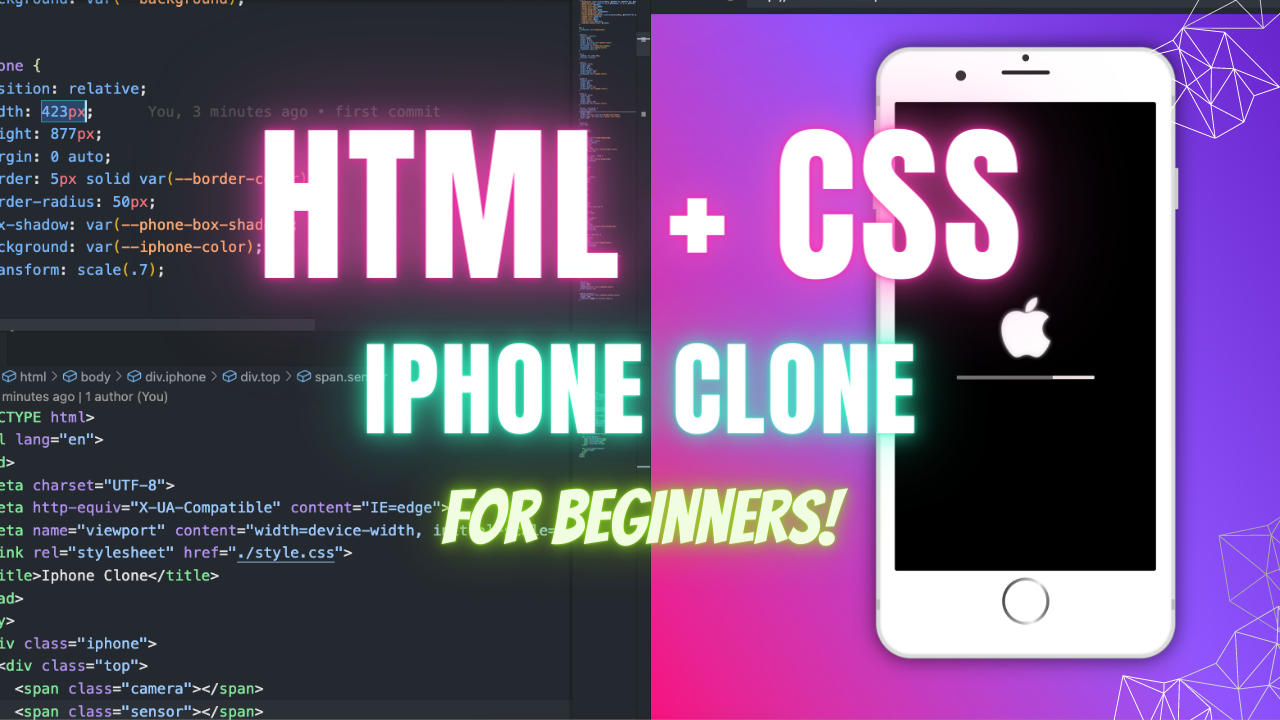 one {
sition: relative;
dth: 423px; You, 3 minutes ago • first commit
ight: 877px;
rgin: 0 auto;
rder: 5px solid var(--border-c
rder-radius: 50px;
x-shadow: var(--phone-box-shad
ckground: var(--iphone-color);
ansform: scale(.7);
HTML + CSS
IPHONE CLONE
FOR BEGINNERS!
html > body > div.iphone > div.top > span.sen
minutes ago | 1 author (You)
CTYPE html>
l lang="en">
d>
eta charset="UTF-8">
eta http-equiv="X-UA-Compatible" content="IE=edge">
eta name="viewport" content="width=device-width,
ink rel="stylesheet" href="./style.css">
itle>Iphone Clone</title>
ad>
y>
iv class="iphone">
<div class="top">
<span class="camera"></span>
<span class="sensor"></span>